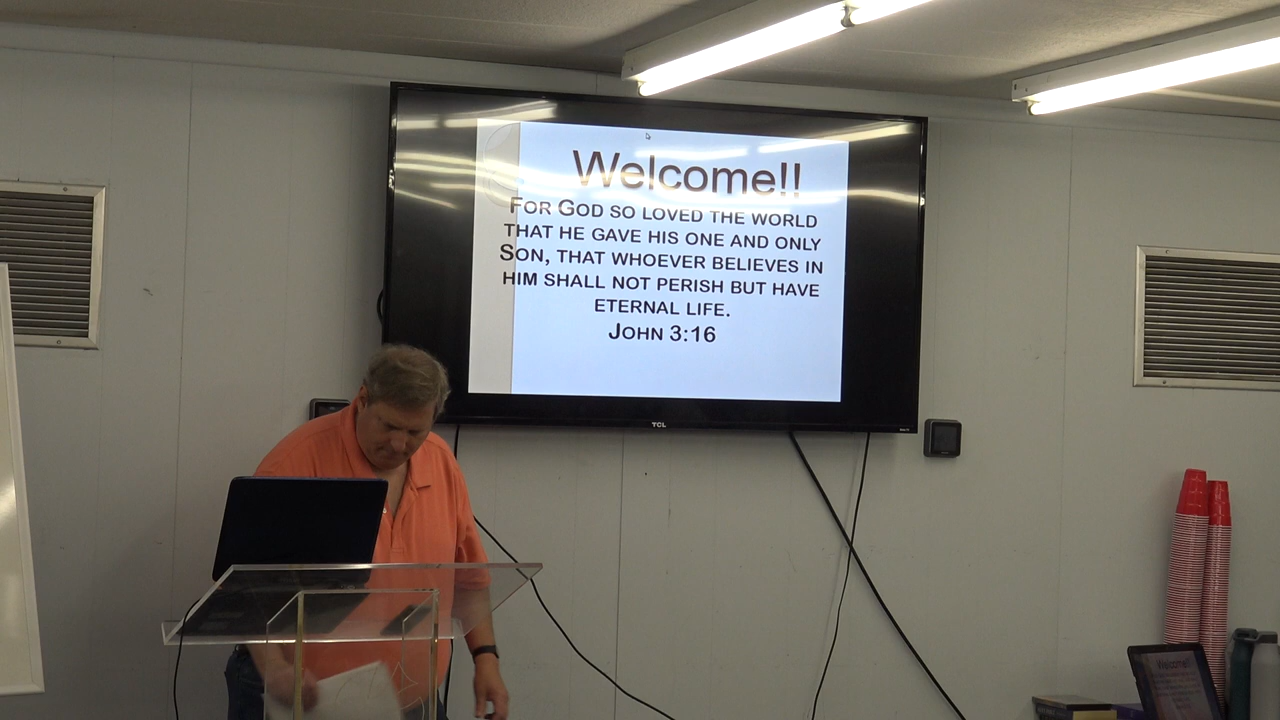 Welcome!!
For God so loved the world
that he gave his one and only
Son, that whoever believes in
him shall not perish but have
eternal life.
John 3:16
TCL
Welcome!!